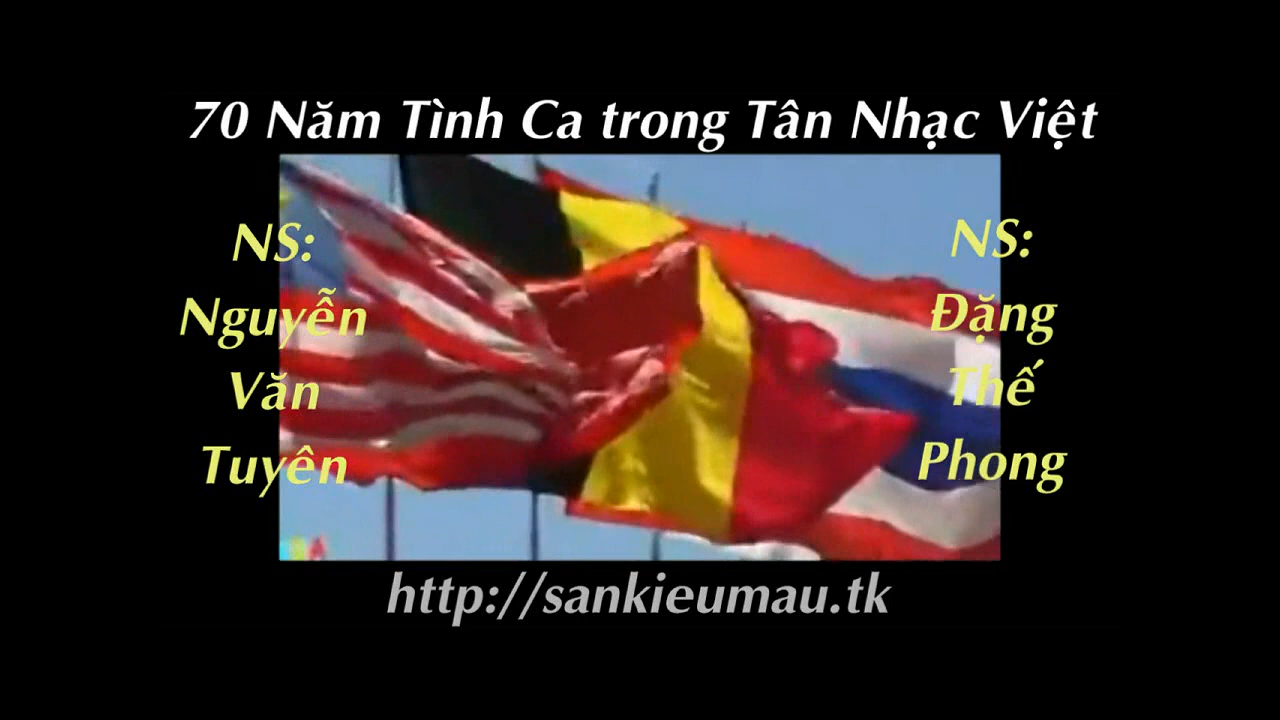 70 Năm Tình Ca trong Tân Nhạc Việt
NS:
Nguyễn
Văn
Tuyên
NS:
Đặng
Thế
Phong
http://sankieumau.tk